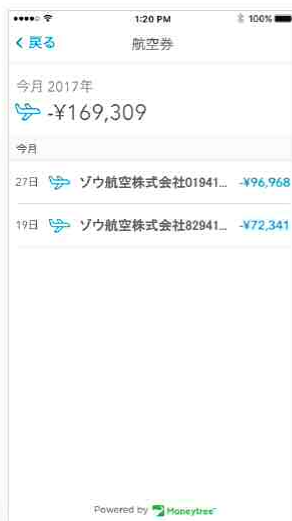 1:20 PM 100%
戻る 航空券
今月 2017年
-¥169,309
今月
27日 ゾウ航空株式会社01941... -¥96,968
19日 ゾウ航空株式会社82941... -¥72,341
Powered by Moneytree